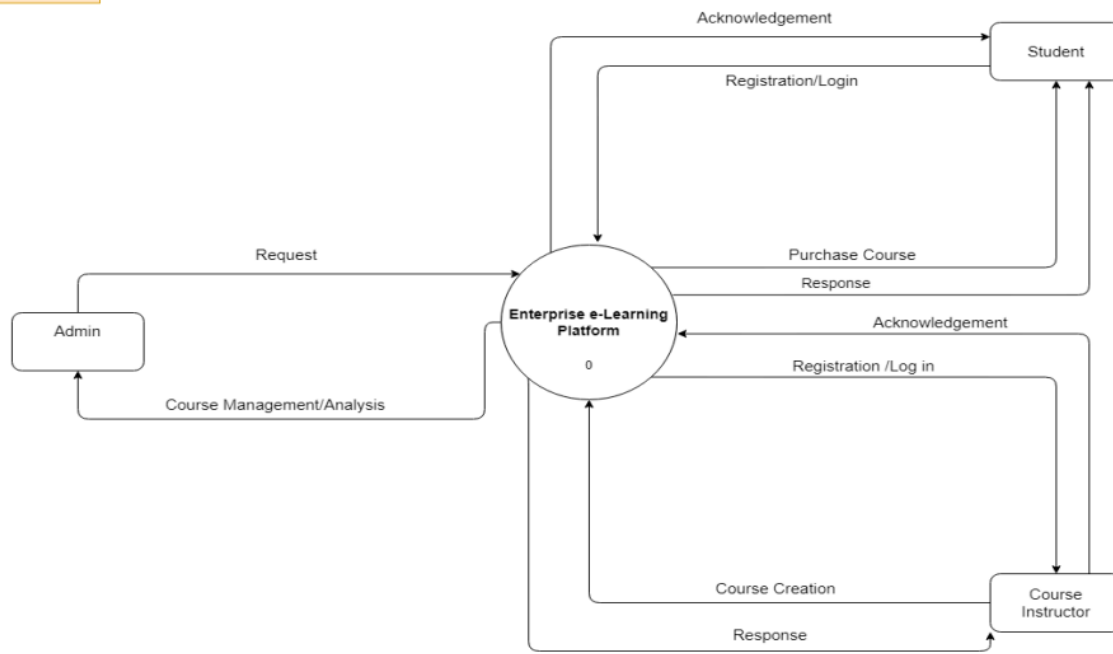 Acknowledgement
Student
Registration/Login
Request
Purchase Course
Response
Enterprise e-Learning
Platform
0
Admin
Acknowledgement
Registration /Log in
Course Management/Analysis
Course Creation
Course
Instructor
Response